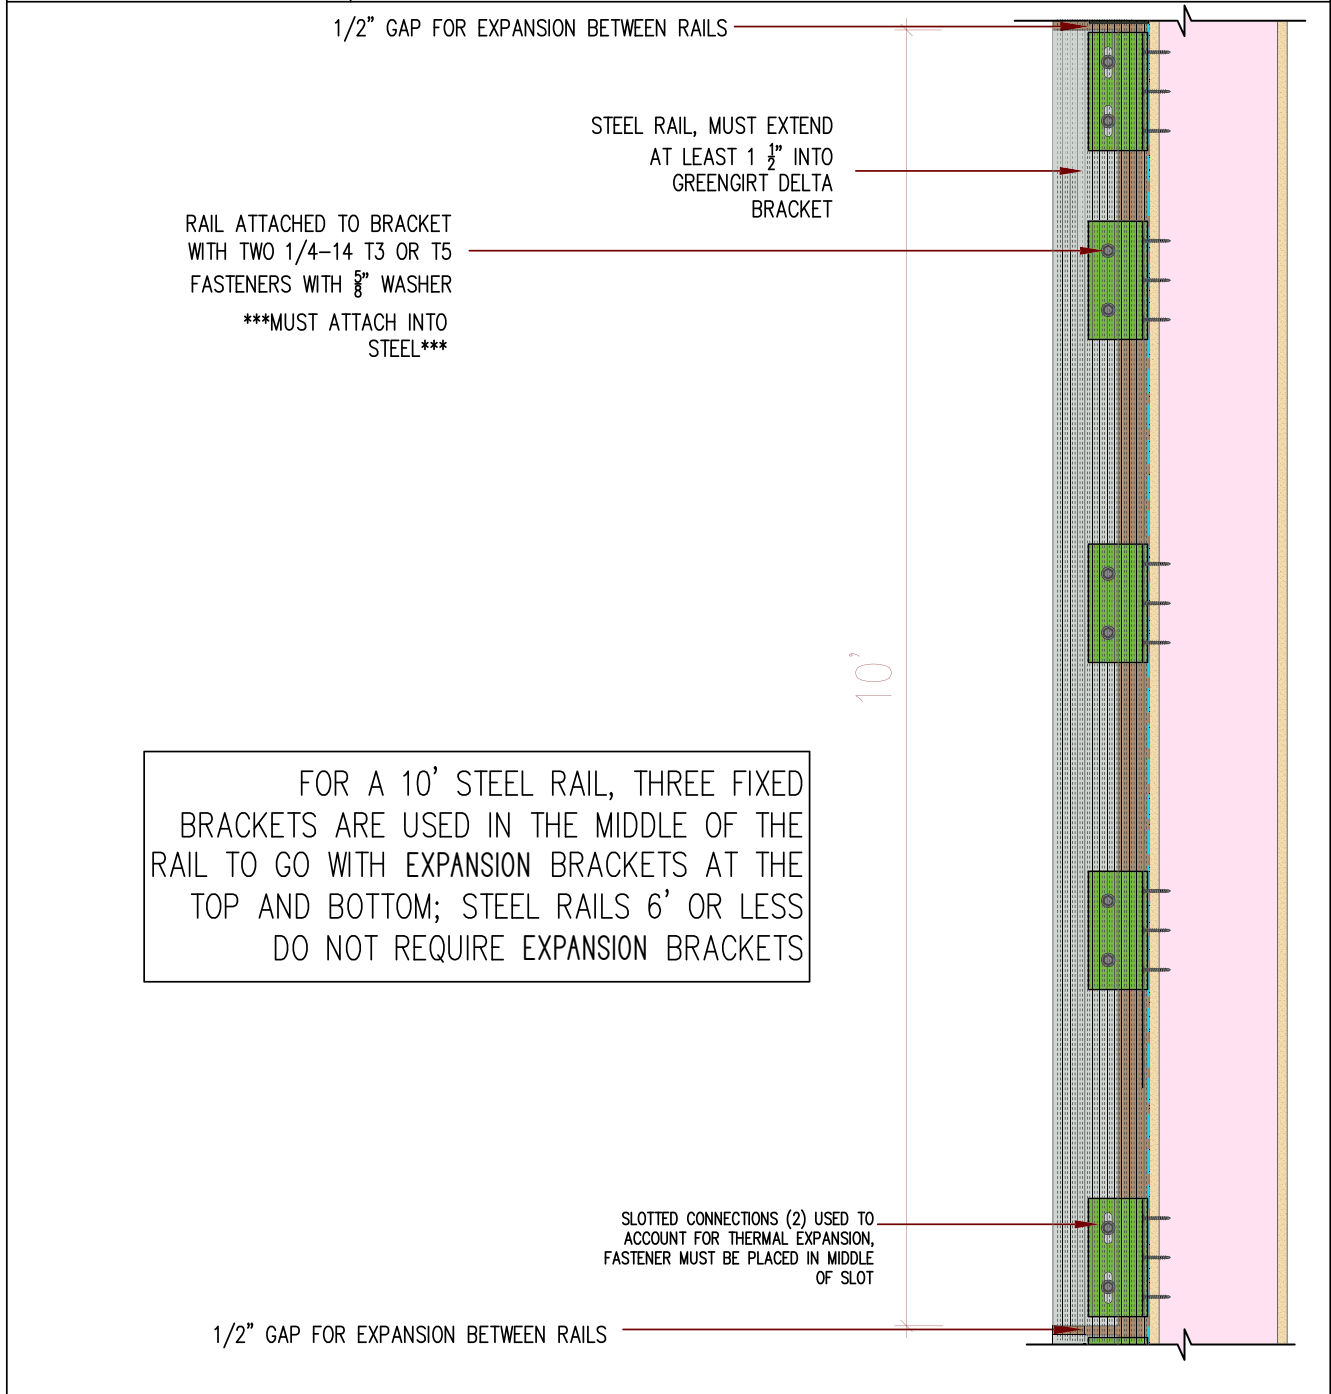 1/2" GAP FOR EXPANSION BETWEEN RAILS
STEEL RAIL, MUST EXTEND
AT LEAST 1 1/2" INTO
GREENGIRT DELTA
BRACKET
RAIL ATTACHED TO BRACKET
WITH TWO 1/4-14 T3 OR T5
FASTENERS WITH 5/8" WASHER
***MUST ATTACH INTO
STEEL***
10'
FOR A 10' STEEL RAIL, THREE FIXED
BRACKETS ARE USED IN THE MIDDLE OF THE
RAIL TO GO WITH EXPANSION BRACKETS AT THE
TOP AND BOTTOM; STEEL RAILS 6' OR LESS
DO NOT REQUIRE EXPANSION BRACKETS
SLOTTED CONNECTIONS (2) USED TO
ACCOUNT FOR THERMAL EXPANSION,
FASTENER MUST BE PLACED IN MIDDLE
OF SLOT
1/2" GAP FOR EXPANSION BETWEEN RAILS